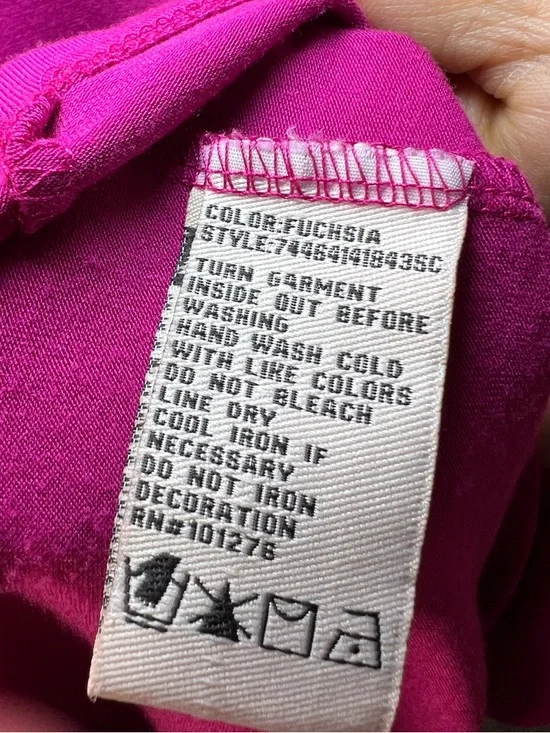 COLOR:FUCHSIA
STYLE:74464141843SC
TURN GARMENT
INSIDE OUT BEFORE
WASHING
HAND WASH COLD
WITH LIKE COLORS
DO NOT BLEACH
LINE DRY
COOL IRON IF
NECESSARY
DO NOT IRON
DECORATION
RN#101276